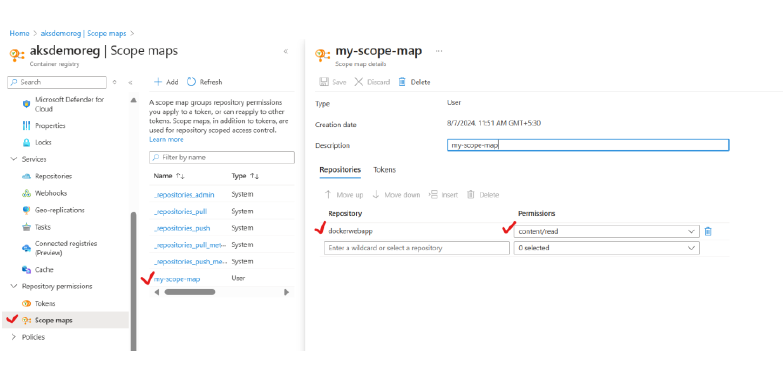 Home > aksdemoreg | Scope maps >
aksdemoreg | Scope maps
Container registry
Search
Microsoft Defender for
Cloud
Properties
Locks
Services
Repositories
Webhooks
Geo-replications
Tasks
Connected registries
(Preview)
Cache
Repository permissions
Tokens
Scope maps
Policies
Add Refresh
A scope map groups repository permissions
you apply to a token, or can reapply to other
tokens. Scope maps, in addition to tokens, are
used for repository scoped access control.
Learn more
Filter by name
Name ↑↓ Type ↑↓
_repositories_admin System
_repositories_pull System
_repositories_push System
_repositories_pull_met... System
_repositories_push_me... System
my-scope-map User
my-scope-map ...
Scope map details
Save Discard Delete
Type User
Creation date 8/7/2024, 11:51 AM GMT+5:30
Description my-scope-map
Repositories Tokens
Move up Move down Insert Delete
Repository Permissions
dockerwebapp content/read
Enter a wildcard or select a repository 0 selected